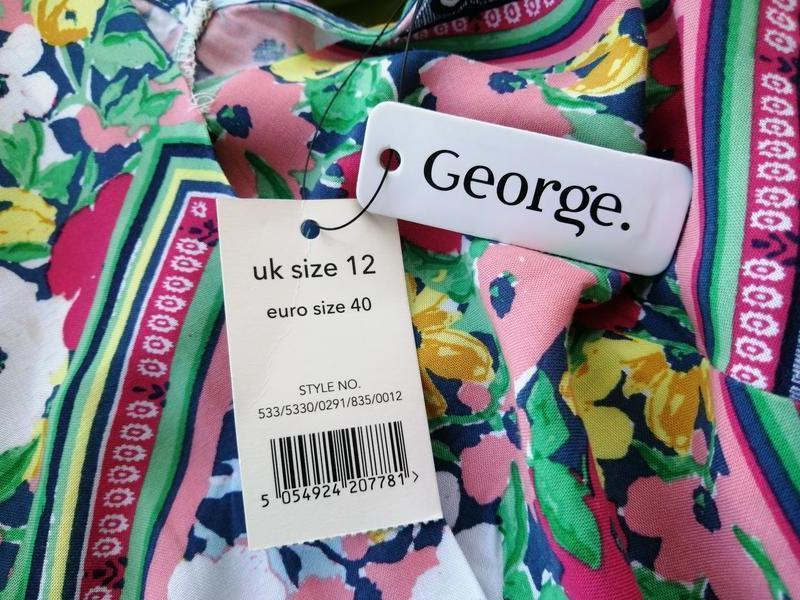 George.
uk size 12
euro size 40
STYLE NO.
533/5330/0291/835/0012
5 054924 207781 >